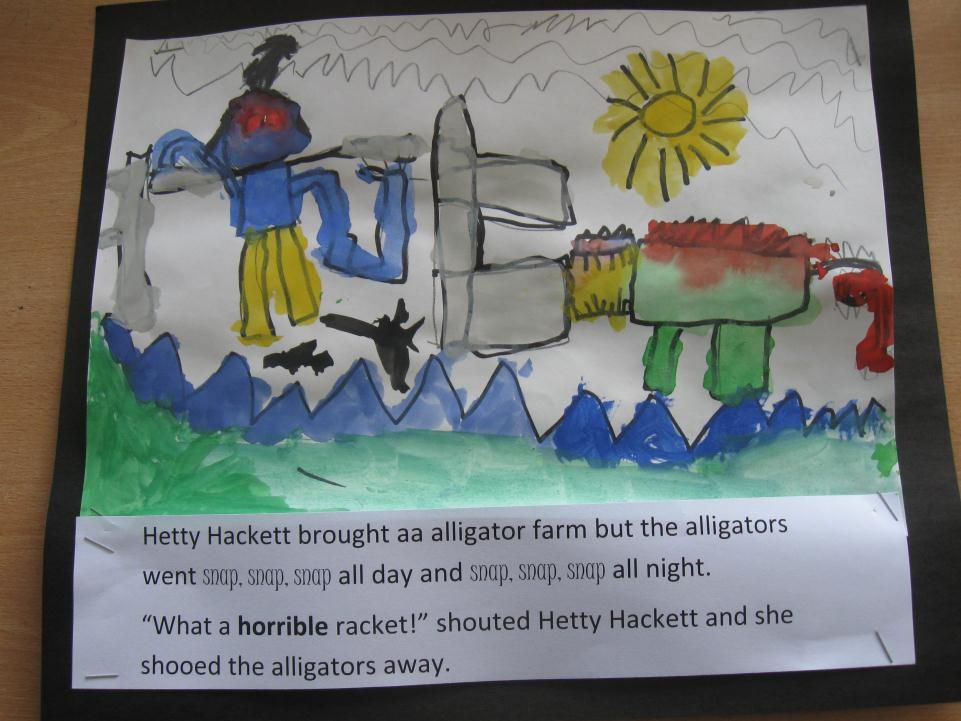 Hetty Hackett brought aa alligator farm but the alligators
went snap, snap, snap all day and snap, snap, snap all night.
“What a horrible racket!” shouted Hetty Hackett and she
shooed the alligators away.